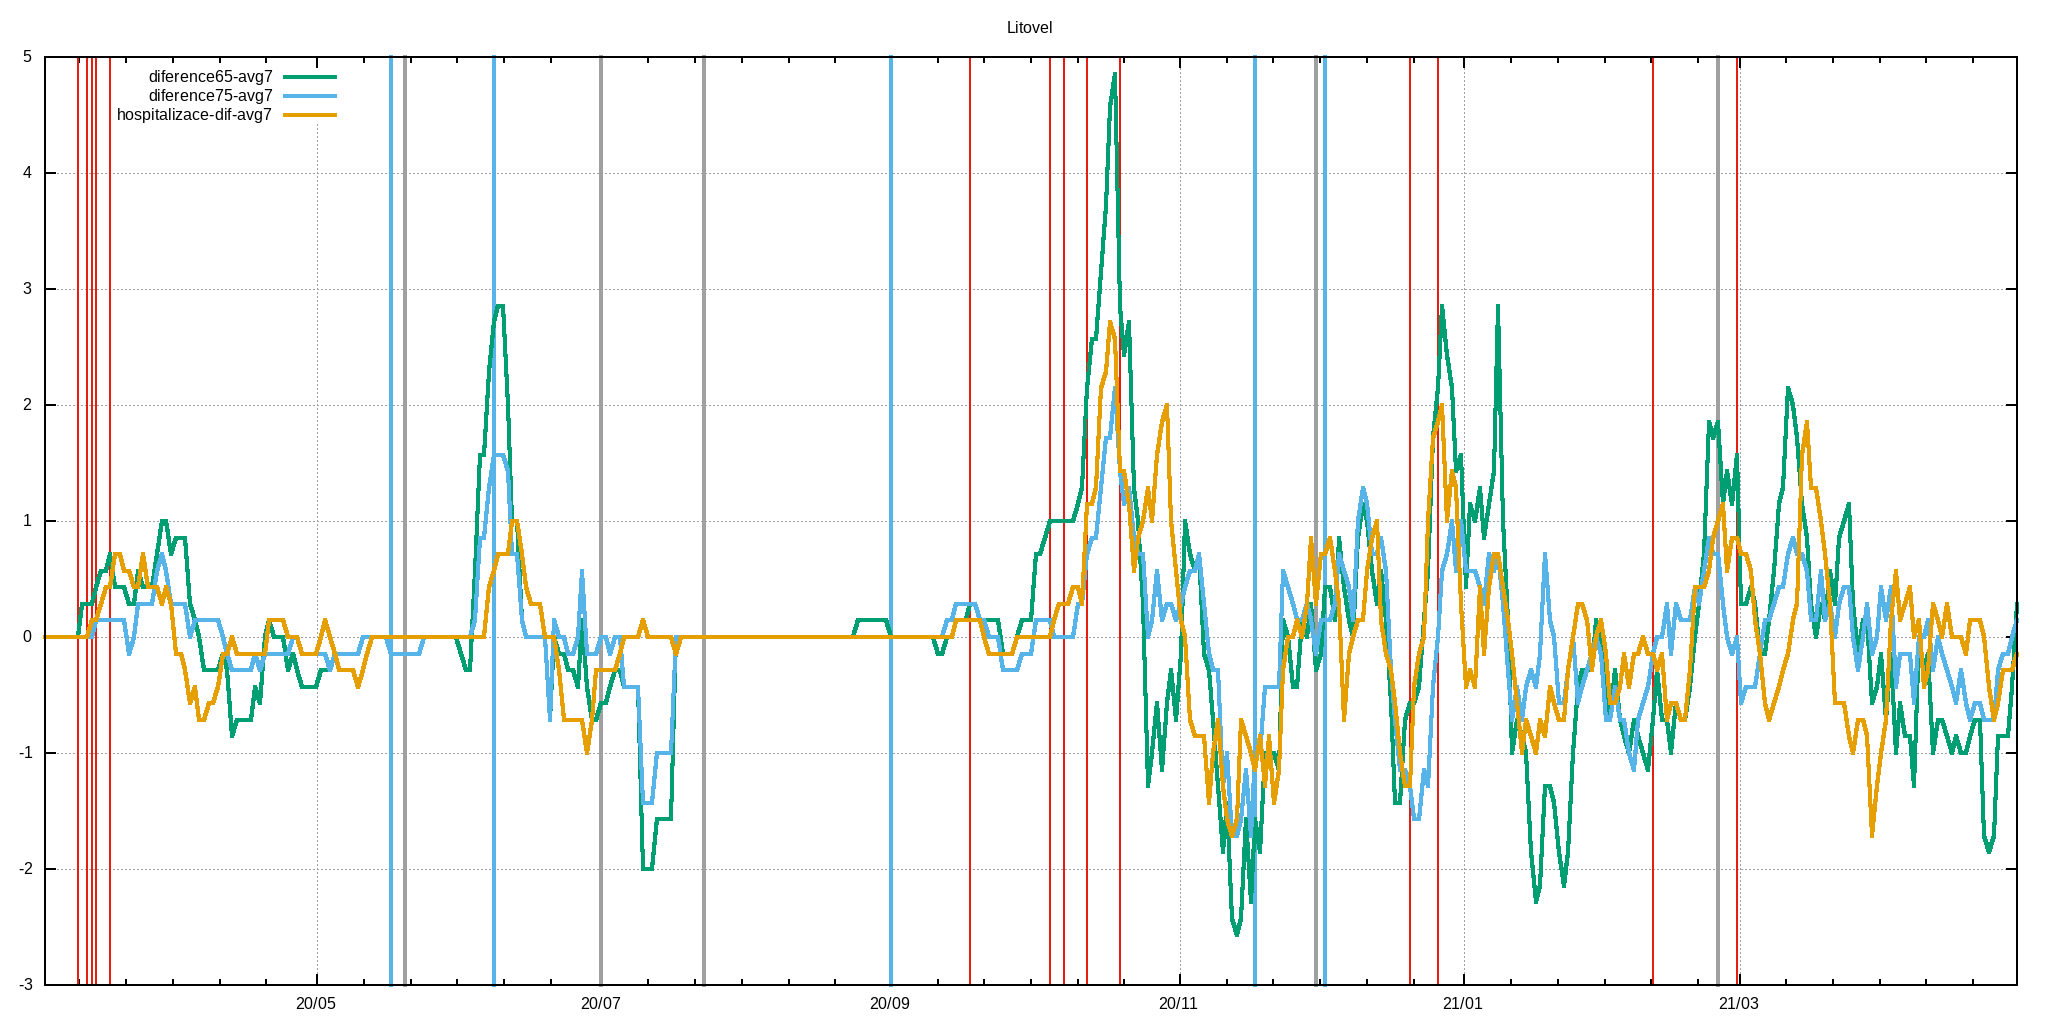 Litovel
diference65-avg7
diference75-avg7
hospitalizace-dif-avg7
5
4
3
2
1
0
-1
-2
-3
20/05 20/07 20/09 20/11 21/01 21/03